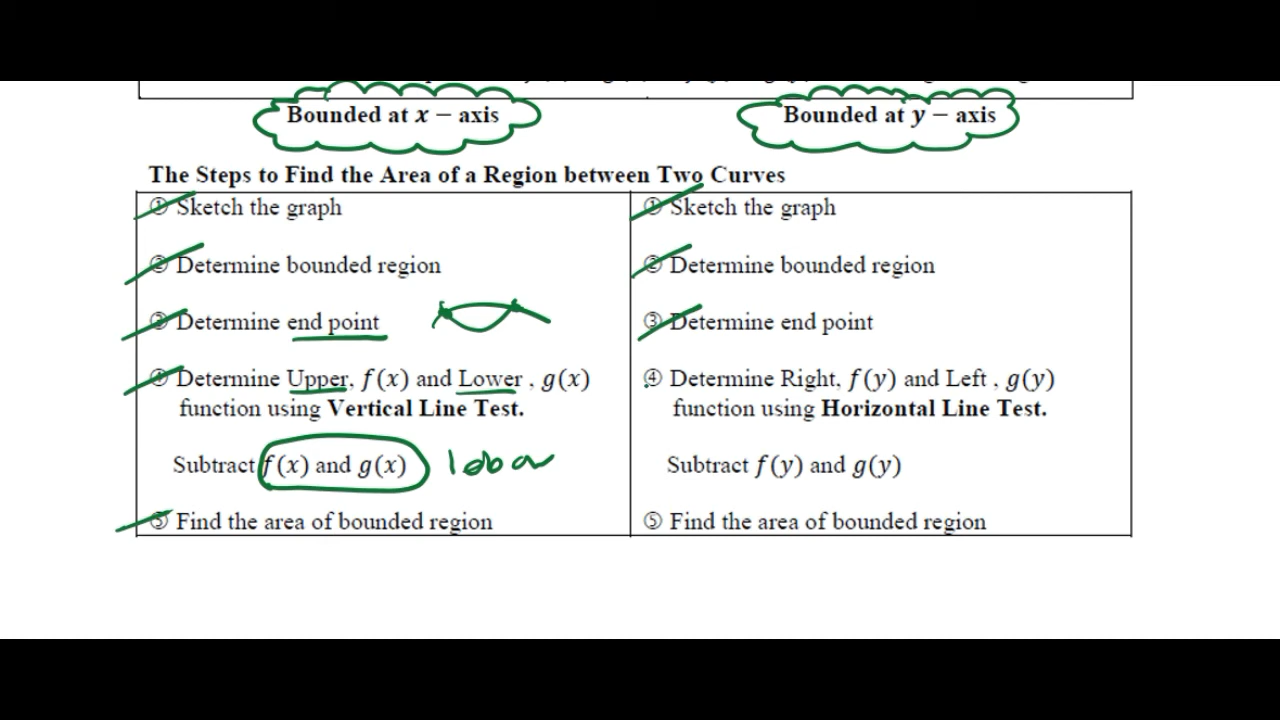 Bounded at x – axis
Bounded at y – axis
The Steps to Find the Area of a Region between Two Curves
① Sketch the graph
② Determine bounded region
③ Determine end point
④ Determine Upper, f(x) and Lower , g(x)
function using Vertical Line Test.
Subtract f(x) and g(x)
⑤ Find the area of bounded region
① Sketch the graph
② Determine bounded region
③ Determine end point
④ Determine Right, f(y) and Left , g(y)
function using Horizontal Line Test.
Subtract f(y) and g(y)
⑤ Find the area of bounded region